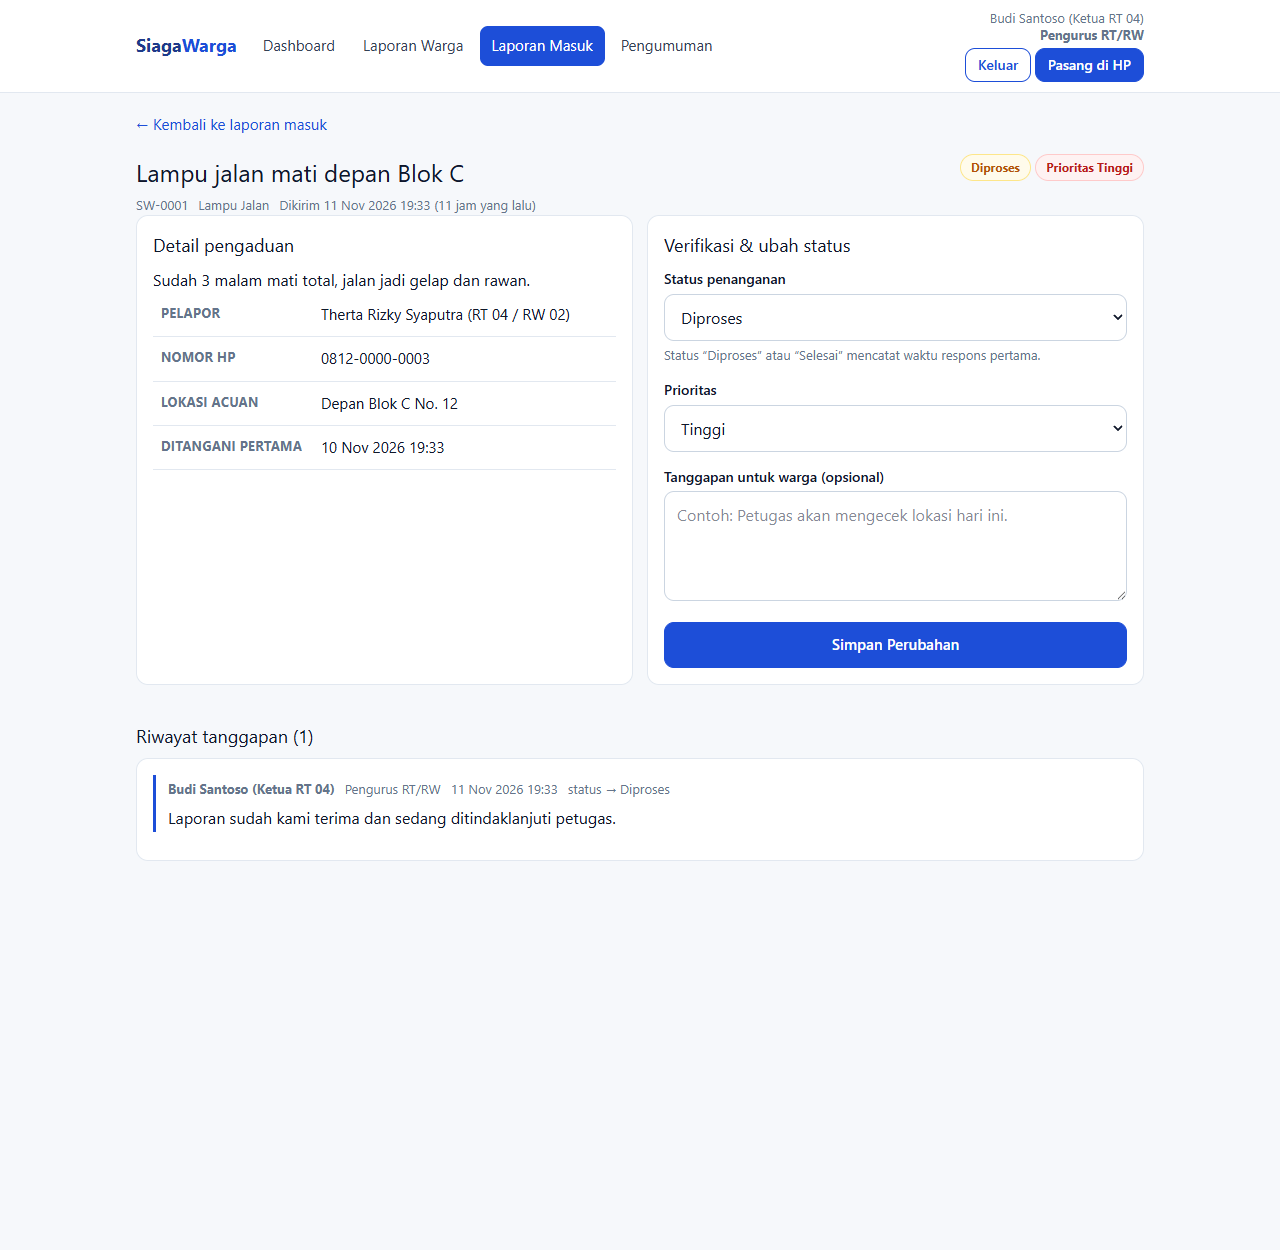 SiagaWarga
Dashboard
Laporan Warga
Laporan Masuk
Pengumuman
Budi Santoso (Ketua RT 04)
Pengurus RT/RW
Keluar
Pasang di HP
← Kembali ke laporan masuk
Lampu jalan mati depan Blok C
Diproses
Prioritas Tinggi
SW-0001 Lampu Jalan Dikirim 11 Nov 2026 19:33 (11 jam yang lalu)
Detail pengaduan
Sudah 3 malam mati total, jalan jadi gelap dan rawan.
PELAPOR Therta Rizky Syaputra (RT 04 / RW 02)
NOMOR HP 0812-0000-0003
LOKASI ACUAN Depan Blok C No. 12
DITANGANI PERTAMA 10 Nov 2026 19:33
Verifikasi & ubah status
Status penanganan
Diproses
Status “Diproses” atau “Selesai” mencatat waktu respons pertama.
Prioritas
Tinggi
Tanggapan untuk warga (opsional)
Contoh: Petugas akan mengecek lokasi hari ini.
Simpan Perubahan
Riwayat tanggapan (1)
Budi Santoso (Ketua RT 04) Pengurus RT/RW 11 Nov 2026 19:33 status → Diproses
Laporan sudah kami terima dan sedang ditindaklanjuti petugas.